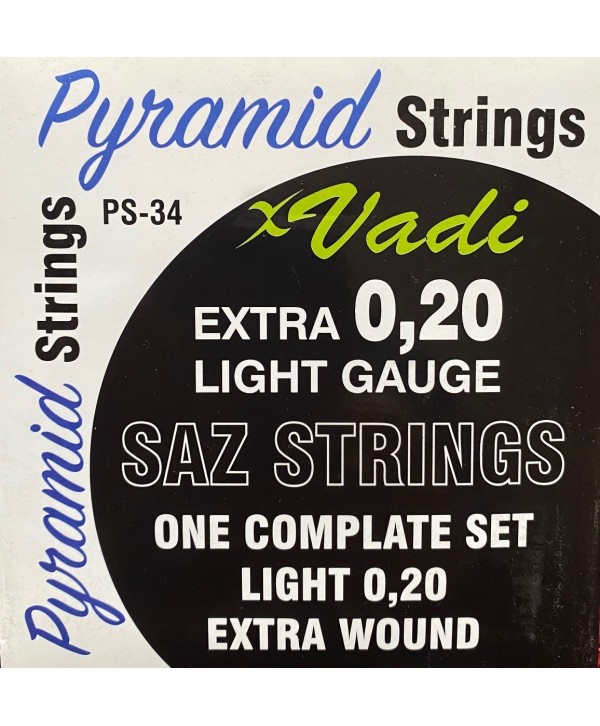 Pyramid Strings
Pyramid Strings
PS-34
Vadi
EXTRA 0,20
LIGHT GAUGE
SAZ STRINGS
ONE COMPLATE SET
LIGHT 0,20
EXTRA WOUND